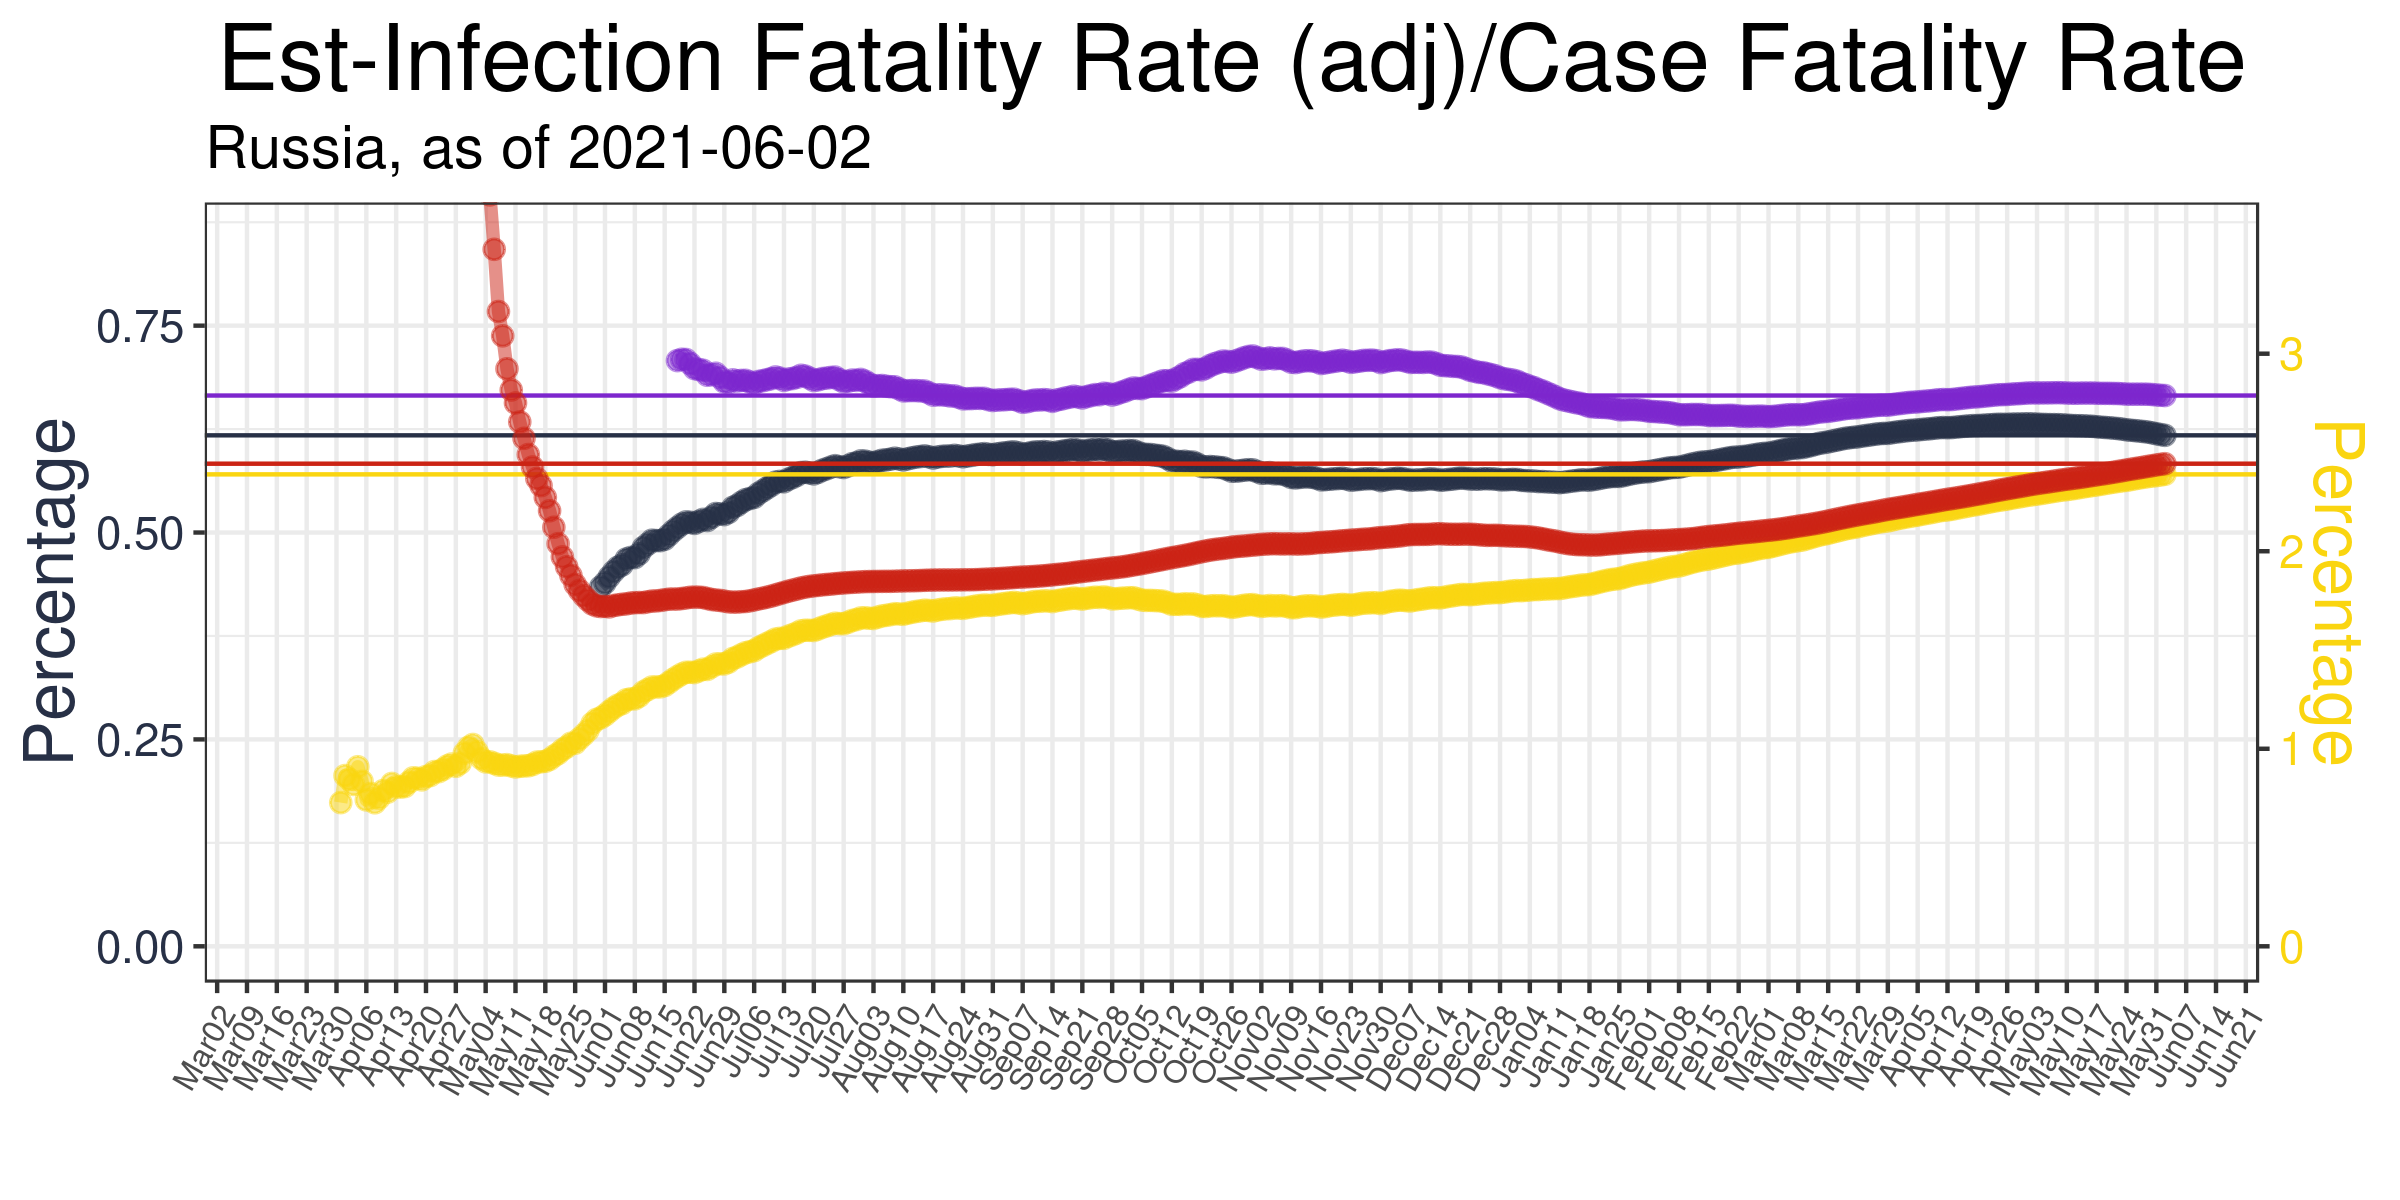 Est-Infection Fatality Rate (adj)/Case Fatality Rate
Russia, as of 2021-06-02
Percentage
0.75
0.50
0.25
0.00
3
2
1
0
Percentage
Mar02
Mar09
Mar16
Mar23
Mar30
Apr06
Apr13
Apr20
Apr27
May04
May11
May18
May25
Jun01
Jun08
Jun15
Jun22
Jun29
Jul06
Jul13
Jul20
Jul27
Aug03
Aug10
Aug17
Aug24
Aug31
Sep07
Sep14
Sep21
Sep28
Oct05
Oct12
Oct19
Oct26
Nov02
Nov09
Nov16
Nov23
Nov30
Dec07
Dec14
Dec21
Dec28
Jan04
Jan11
Jan18
Jan25
Feb01
Feb08
Feb15
Feb22
Mar01
Mar08
Mar15
Mar22
Mar29
Apr05
Apr12
Apr19
Apr26
May03
May10
May17
May24
May31
Jun07
Jun14
Jun21